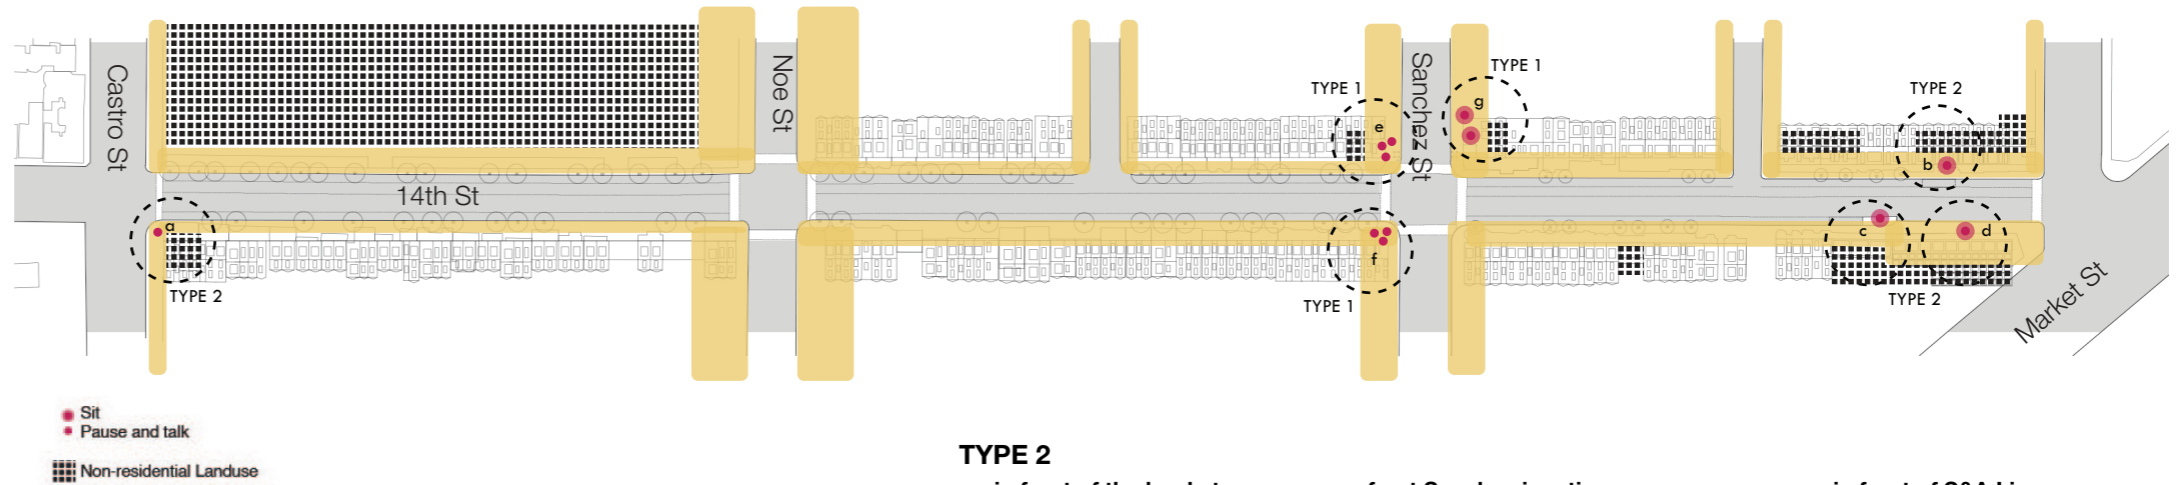 Castro St
Noe St
Sanchez St
14th St
Market St
TYPE 1
TYPE 1
TYPE 2
e
g
b
a
c
d
f
TYPE 2
TYPE 1
TYPE 2
Sit
Pause and talk
Non-residential Landuse
TYPE 2